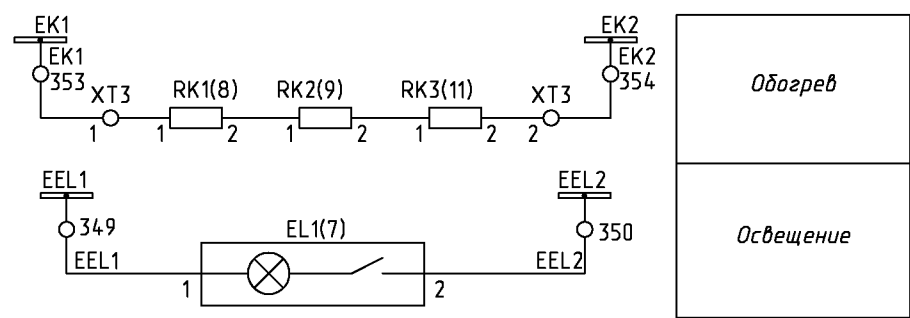 EK1 EK2
EK1 EK2
353 354
XT3 RK1(8) RK2(9) RK3(11) XT3
1 1 2 1 2 1 2 2
Обогрев
EEL1 EEL2
349 EL1(7) 350
EEL1 EEL2
1 2
Освещение